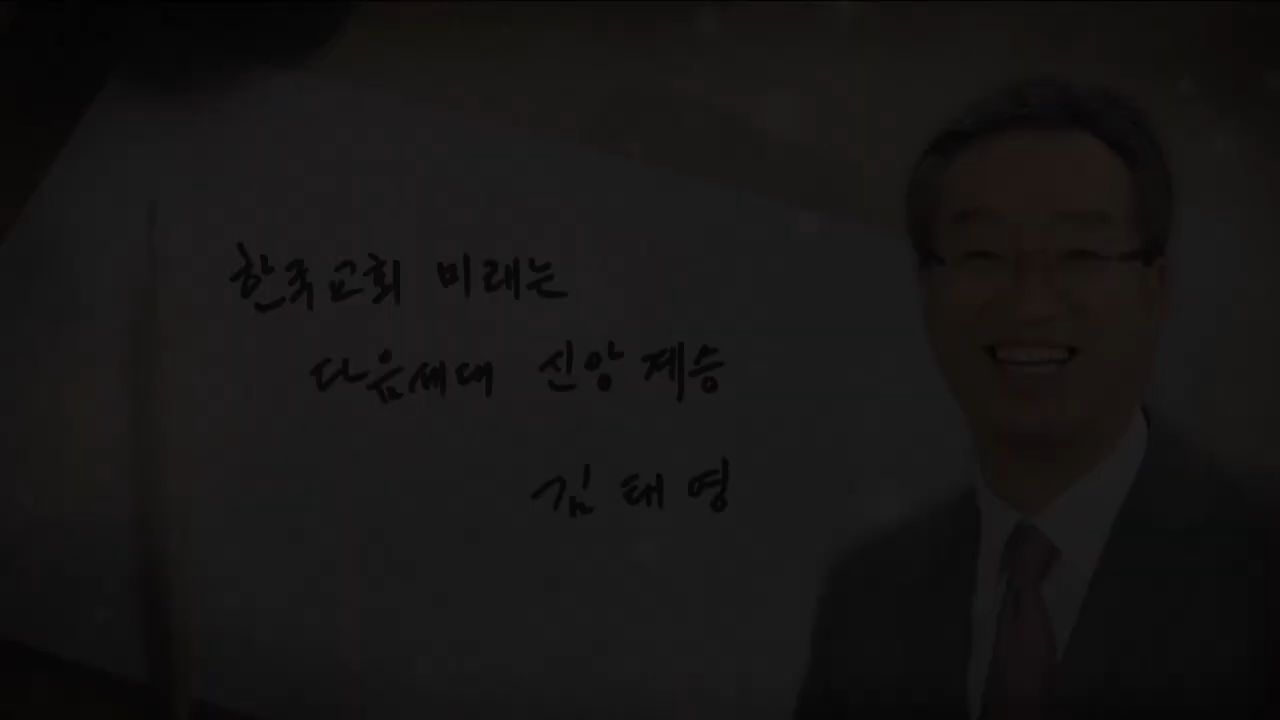 한국교회 미래는
다음세대 신앙 계승
김태영